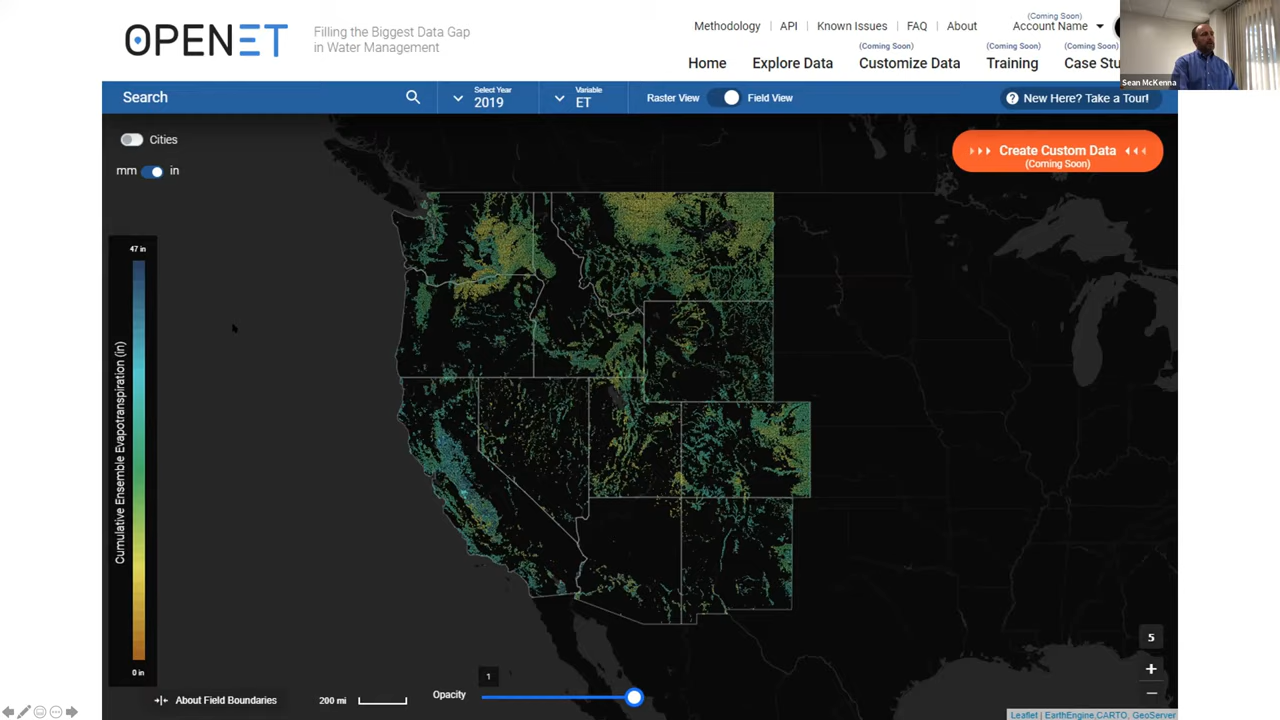 OPENET
Filling the Biggest Data Gap
in Water Management
Methodology
API
Known Issues
FAQ
About
(Coming Soon)
Account Name
Home
Explore Data
(Coming Soon)
Customize Data
(Coming Soon)
Training
(Coming Soon)
Case Stu
Sean McKenna
Search
Select Year
2019
Variable
ET
Raster View
Field View
? New Here? Take a Tour!
Cities
mm
in
Create Custom Data
(Coming Soon)
47 in
Cumulative Ensemble Evapotranspiration (in)
0 in
About Field Boundaries
200 mi
Opacity
1
5
+
−
Leaflet | EarthEngine,CARTO, GeoServer